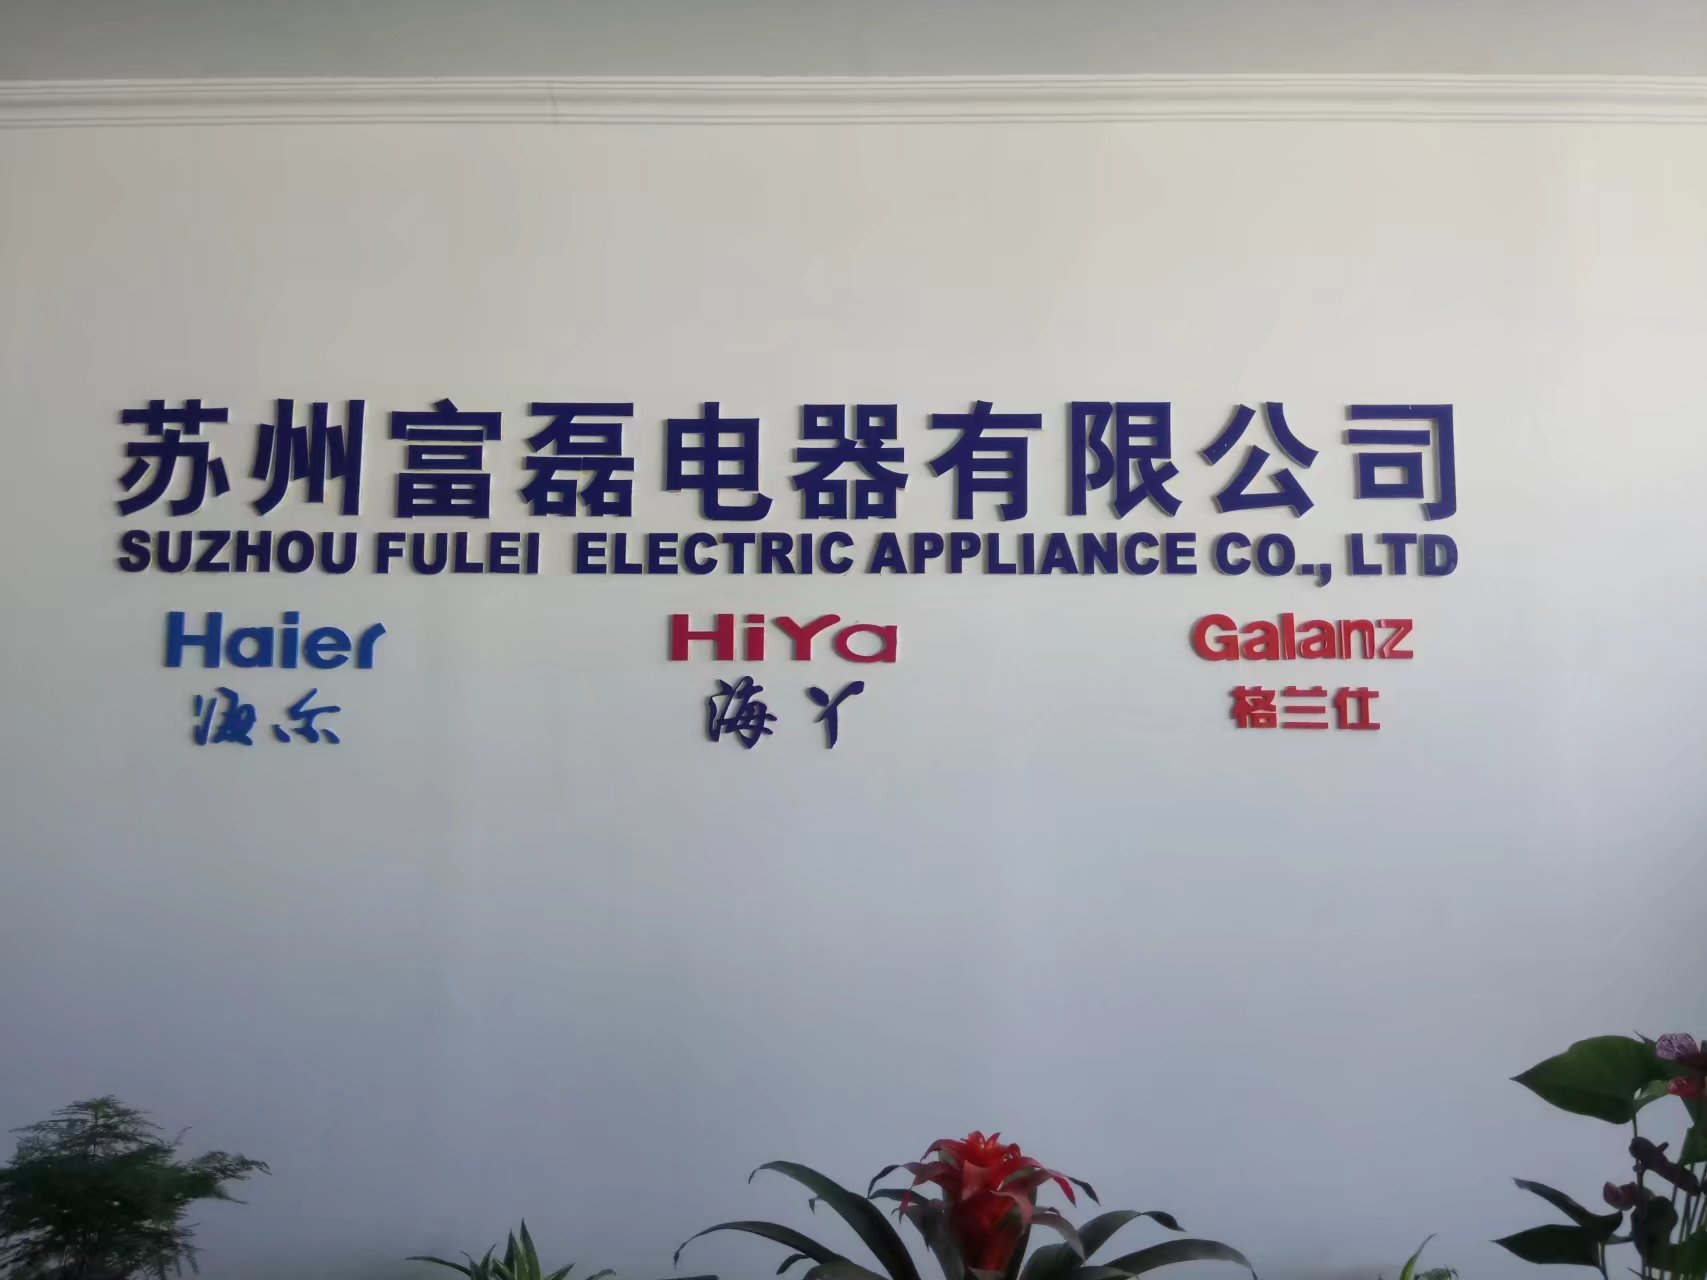 苏州富磊电器有限公司
SUZHOU FULEI ELECTRIC APPLIANCE CO., LTD
Haier HiYa Galanz
海尔 海丫 格兰仕